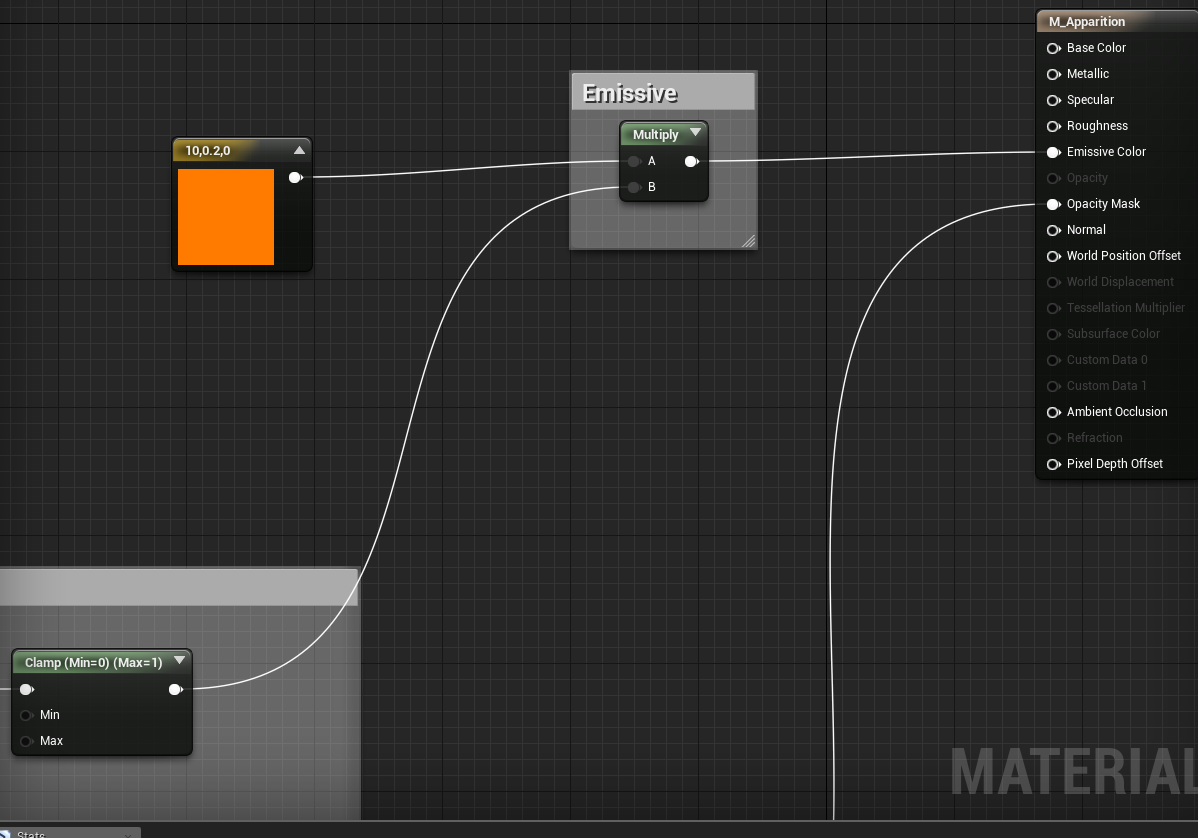 M_Apparition
Base Color
Metallic
Specular
Roughness
Emissive Color
Opacity
Opacity Mask
Normal
World Position Offset
World Displacement
Tessellation Multiplier
Subsurface Color
Custom Data 0
Custom Data 1
Ambient Occlusion
Refraction
Pixel Depth Offset
Emissive
Multiply
A
B
10,0.2,0
Clamp (Min=0) (Max=1)
Min
Max
MATERIAL
Stats